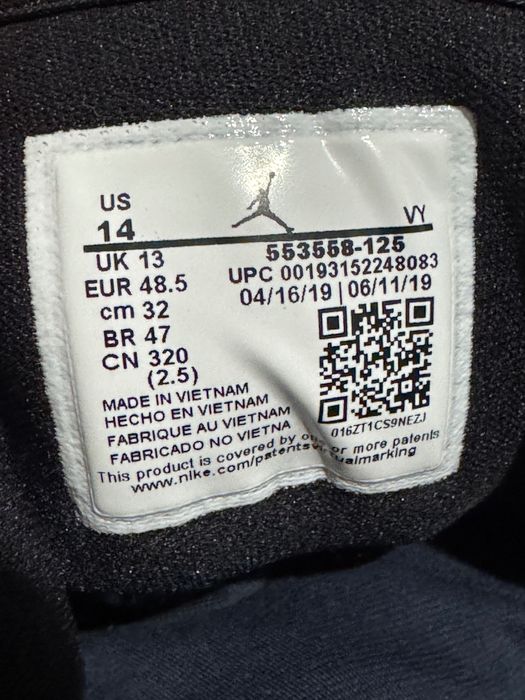 US
14
VY
553558-125
UK 13
UPC 00193152248083
EUR 48.5
04/16/19 | 06/11/19
cm 32
BR 47
CN 320
(2.5)
MADE IN VIETNAM
HECHO EN VIETNAM
FABRIQUE AU VIETNAM
FABRICADO NO VIETNA
016ZT1CS9NEZJ
This product is covered by or more patents
www.nike.com/patents